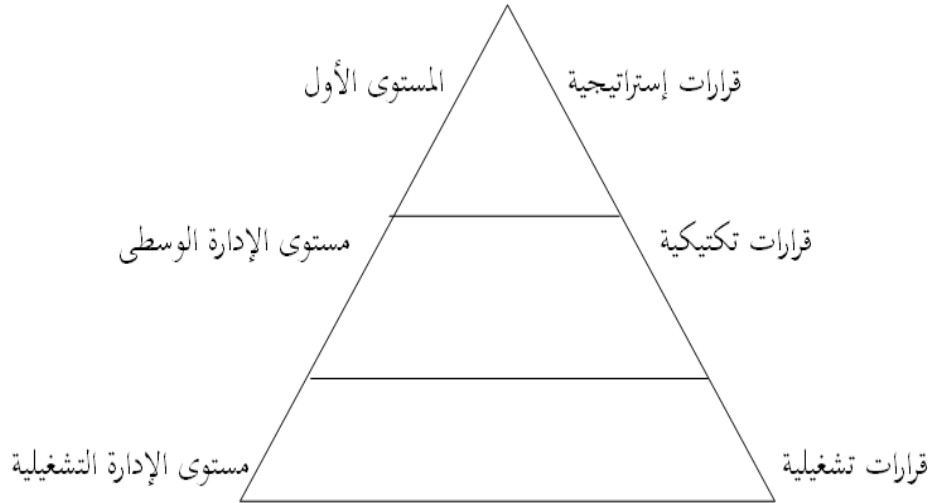 قرارات إستراتيجية
المستوى الأول
قرارات تكتيكية
مستوى الإدارة الوسطى
قرارات تشغيلية
مستوى الإدارة التشغيلية